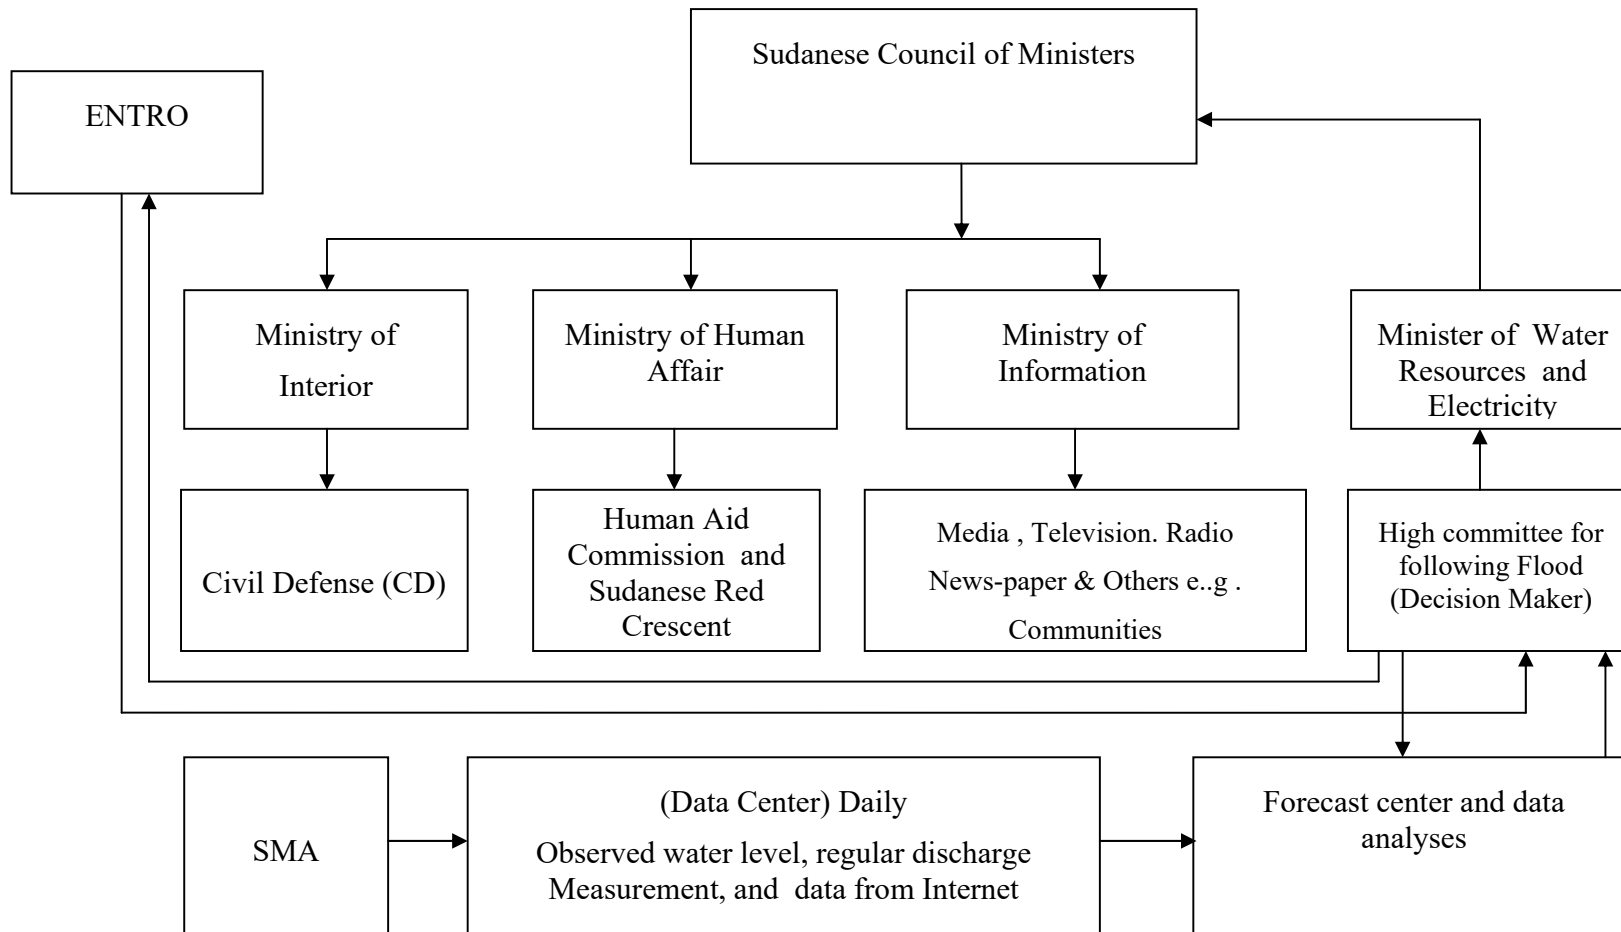 Sudanese Council of Ministers
ENTRO
Ministry of
Interior
Ministry of Human
Affair
Ministry of
Information
Minister of Water
Resources and
Electricity
Civil Defense (CD)
Human Aid
Commission and
Sudanese Red
Crescent
Media , Television. Radio
News-paper & Others e..g .
Communities
High committee for
following Flood
(Decision Maker)
SMA
(Data Center) Daily
Observed water level, regular discharge
Measurement, and data from Internet
Forecast center and data
analyses